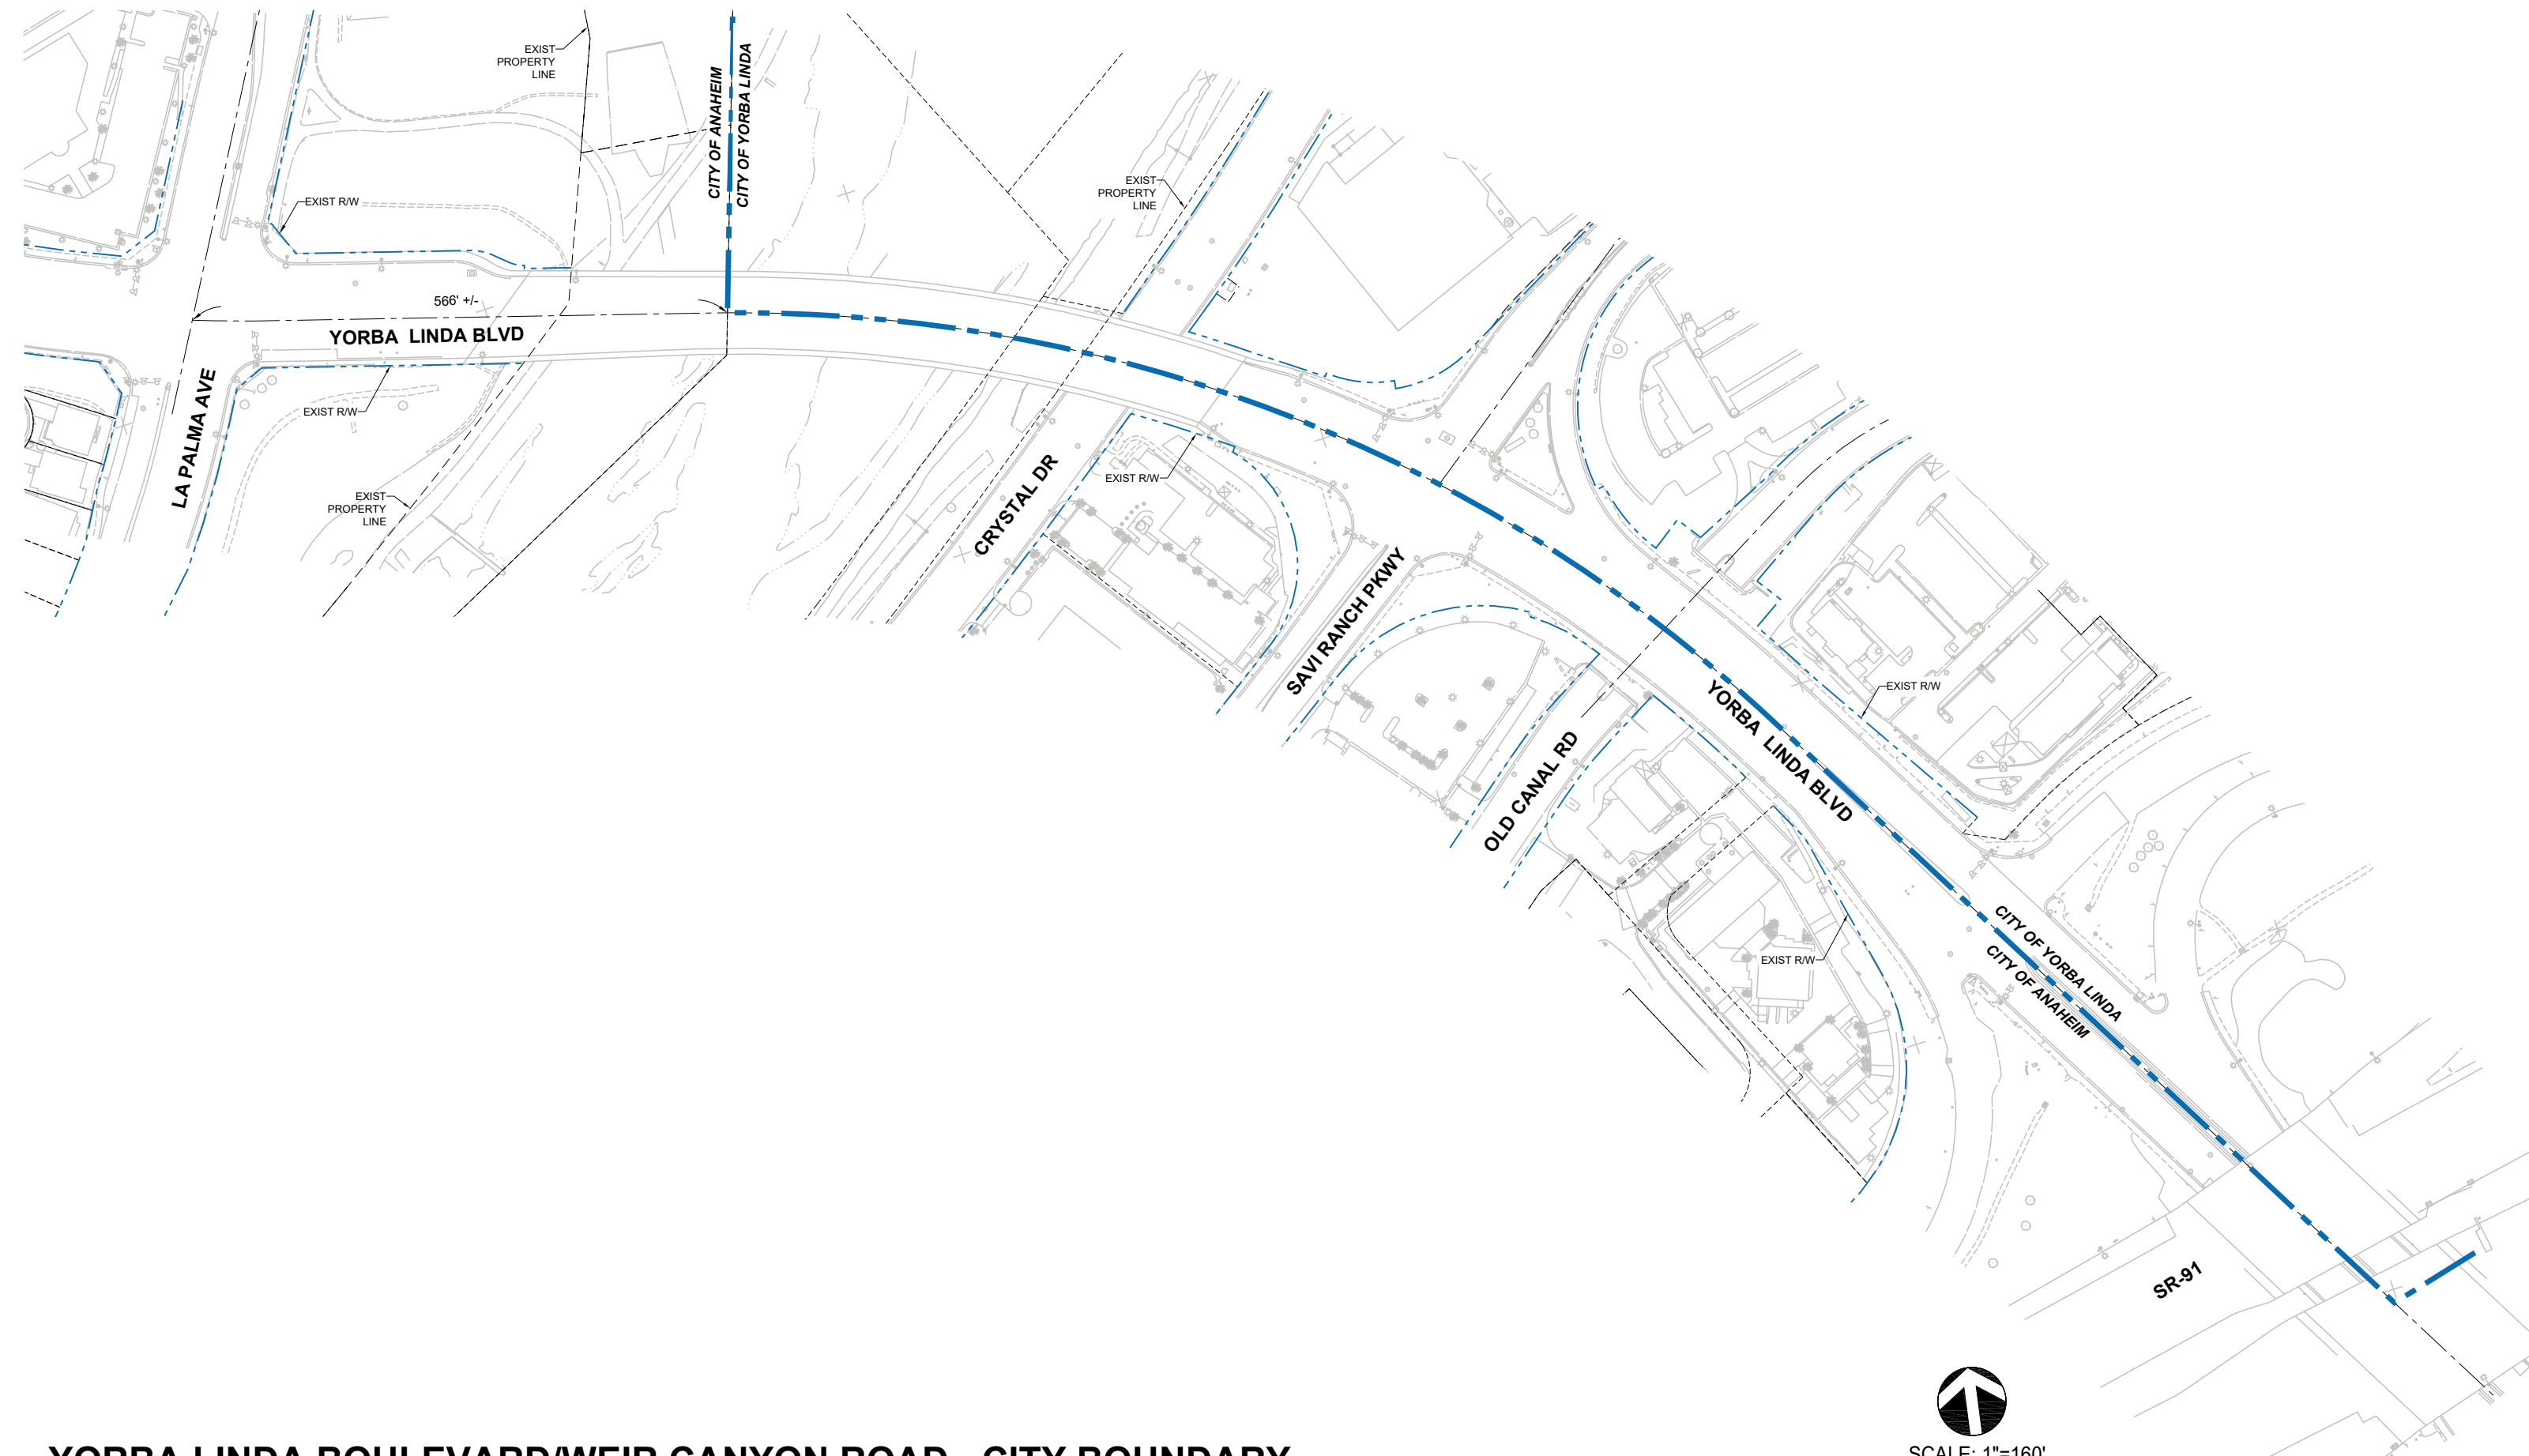 EXIST
PROPERTY
LINE
CITY OF ANAHEIM
CITY OF YORBA LINDA
EXIST R/W
EXIST
PROPERTY
LINE
566' +/-
YORBA LINDA BLVD
LA PALMA AVE
EXIST R/W
EXIST
PROPERTY
LINE
CRYSTAL DR
EXIST R/W
SAVI RANCH PKWY
OLD CANAL RD
YORBA LINDA BLVD
EXIST R/W
EXIST R/W
CITY OF YORBA LINDA
CITY OF ANAHEIM
SR-91
YORBA LINDA BOULEVARD/WEIR CANYON ROAD - CITY BOUNDARY
SCALE: 1"=160'